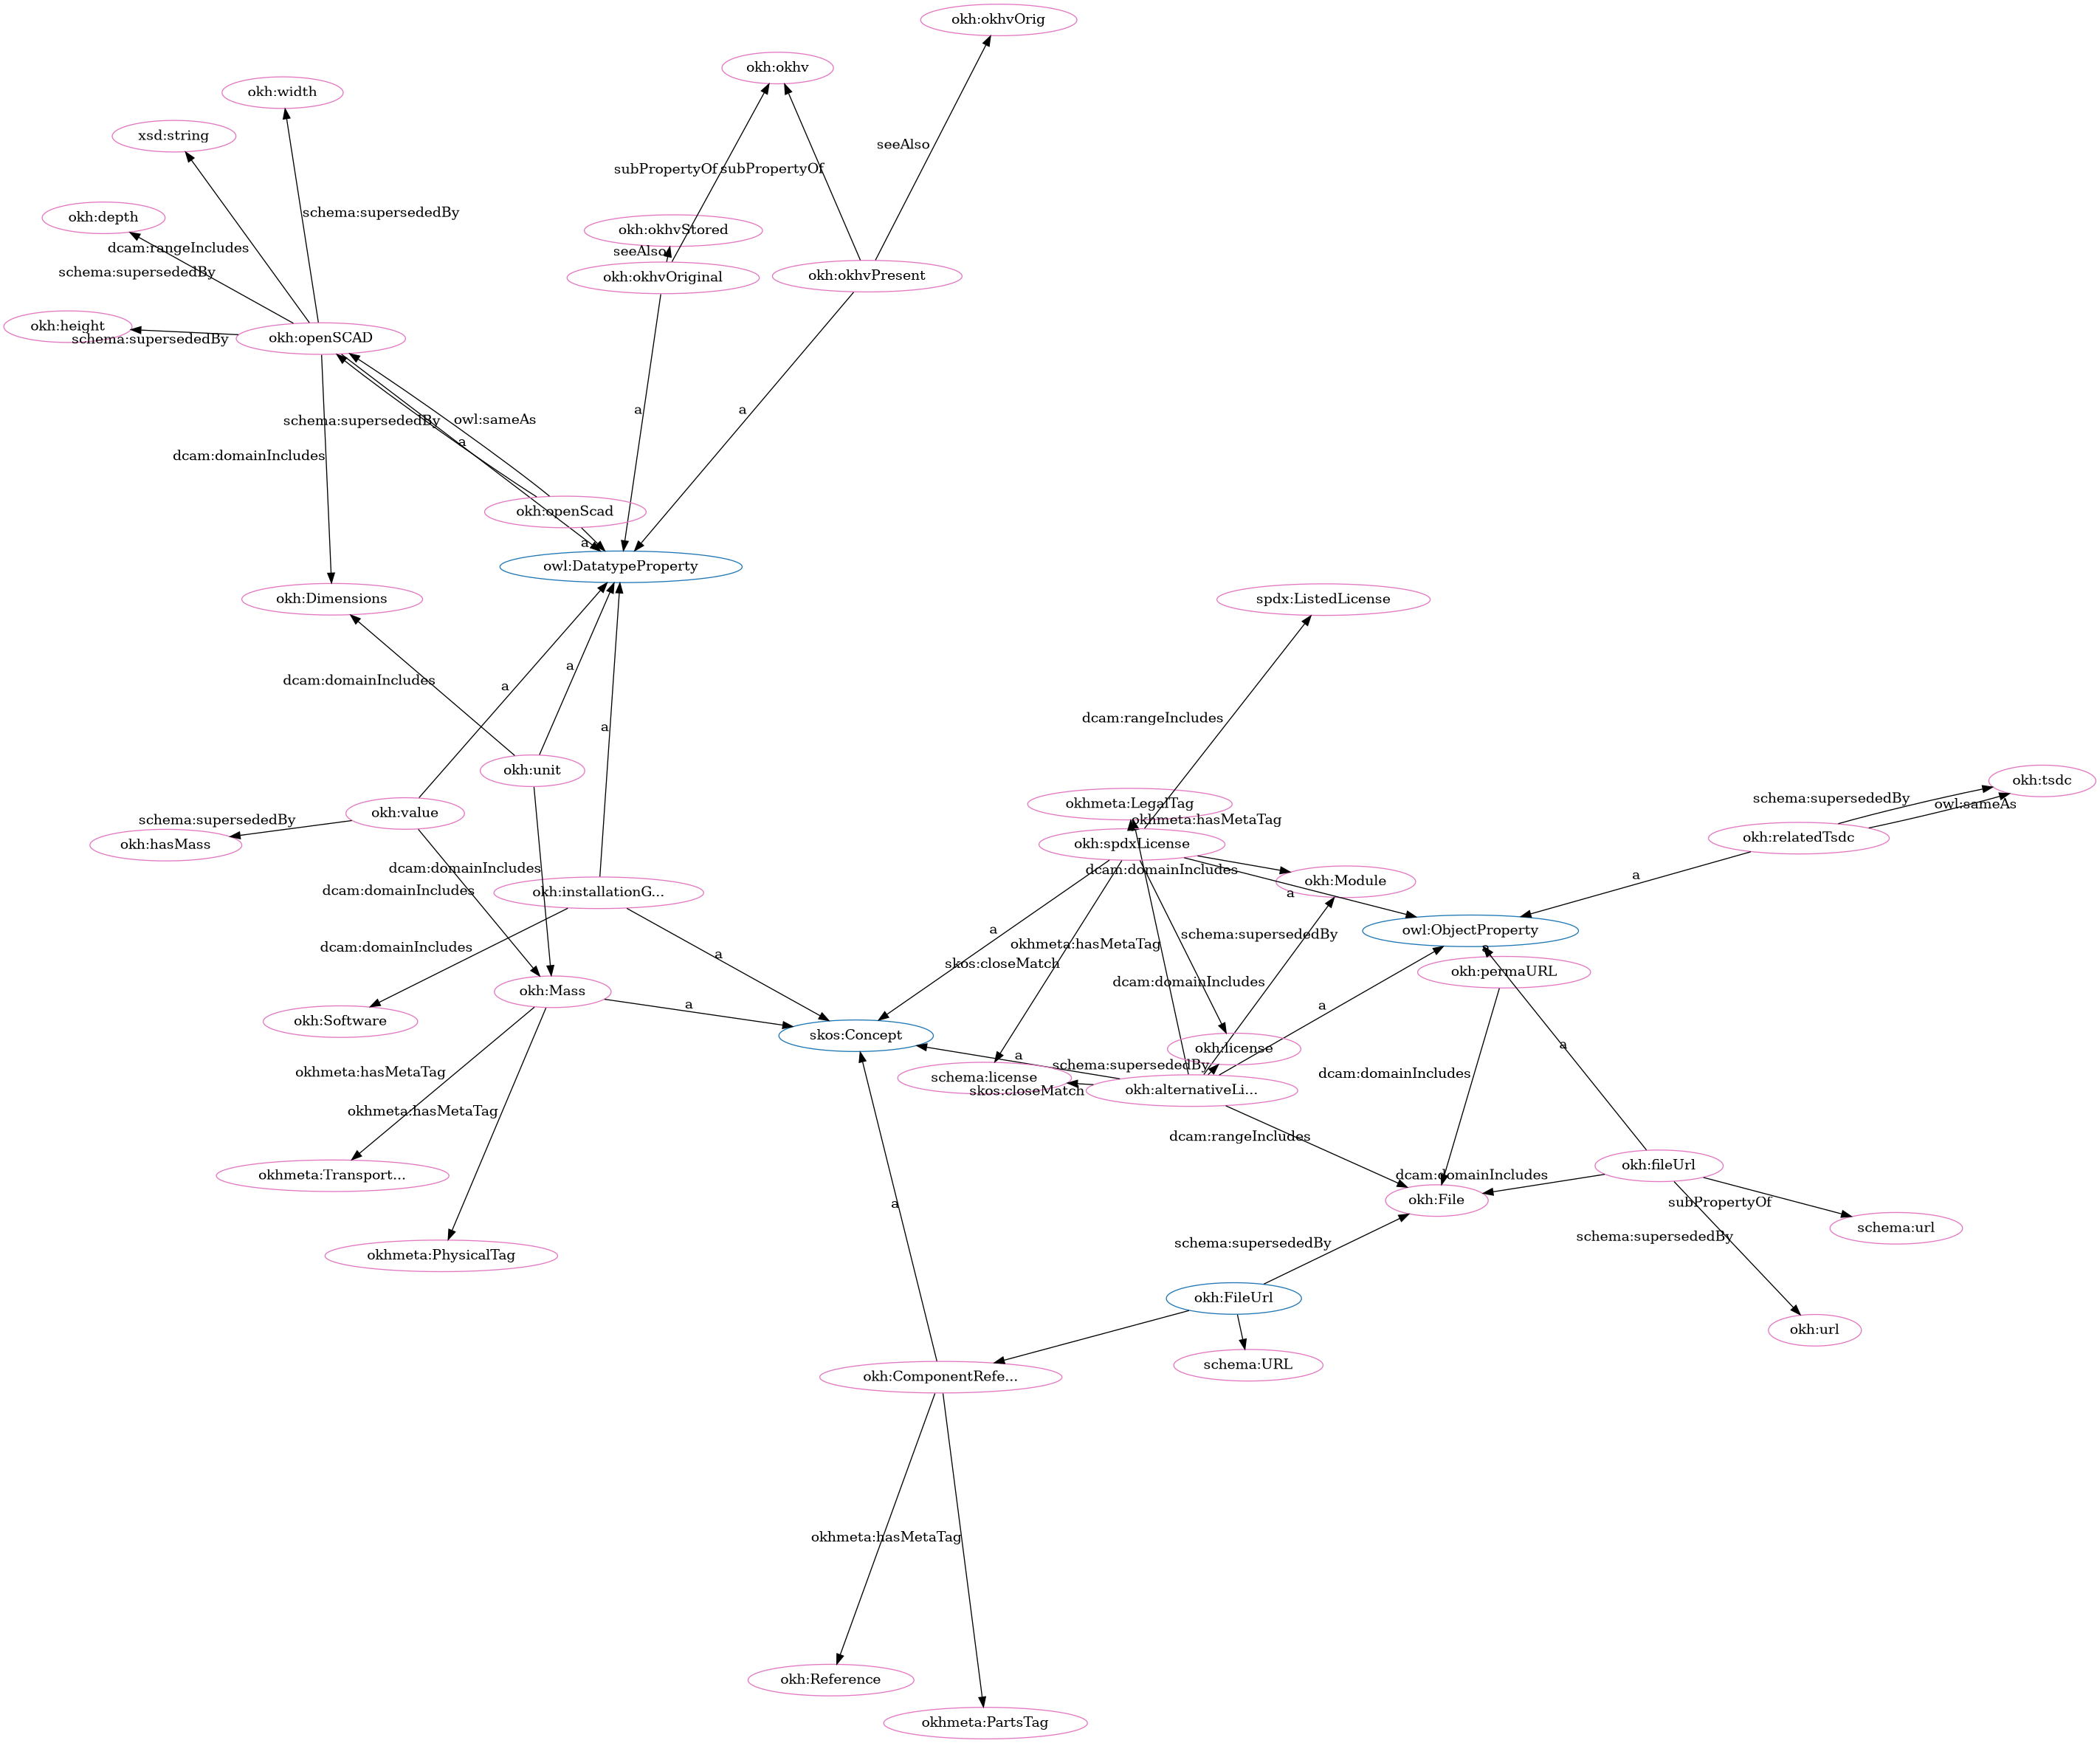 okh:okhvOrig
okh:okhv
okh:width
xsd:string
seeAlso
subPropertyOf
subPropertyOf
schema:supersededBy
okh:depth
okh:okhvStored
dcam:rangeIncludes
seeAlso
schema:supersededBy
okh:okhvOriginal
okh:okhvPresent
okh:height
schema:supersededBy
okh:openSCAD
a
a
schema:supersededBy
owl:sameAs
a
dcam:domainIncludes
okh:openScad
a
owl:DatatypeProperty
okh:Dimensions
spdx:ListedLicense
a
dcam:domainIncludes
a
dcam:rangeIncludes
a
okh:unit
okh:tsdc
schema:supersededBy
owl:sameAs
okhmeta:LegalTag
okh:value
schema:supersededBy
okhmeta:hasMetaTag
okh:relatedTsdc
okh:hasMass
okh:spdxLicense
dcam:domainIncludes
dcam:domainIncludes
a
okh:Module
dcam:domainIncludes
okh:installationG...
a
a
owl:ObjectProperty
schema:supersededBy
okhmeta:hasMetaTag
dcam:domainIncludes
a
a
skos:closeMatch
okh:permaURL
dcam:domainIncludes
okh:Mass
a
a
okh:Software
skos:Concept
a
okh:license
a
schema:supersededBy
okhmeta:hasMetaTag
dcam:domainIncludes
schema:license
skos:closeMatch
okh:alternativeLi...
okhmeta:hasMetaTag
dcam:rangeIncludes
okh:fileUrl
okhmeta:Transport...
dcam:domainIncludes
okh:File
subPropertyOf
a
schema:url
schema:supersededBy
schema:supersededBy
okhmeta:PhysicalTag
okh:FileUrl
okh:url
schema:URL
okh:ComponentRefe...
okhmeta:hasMetaTag
okh:Reference
okhmeta:PartsTag